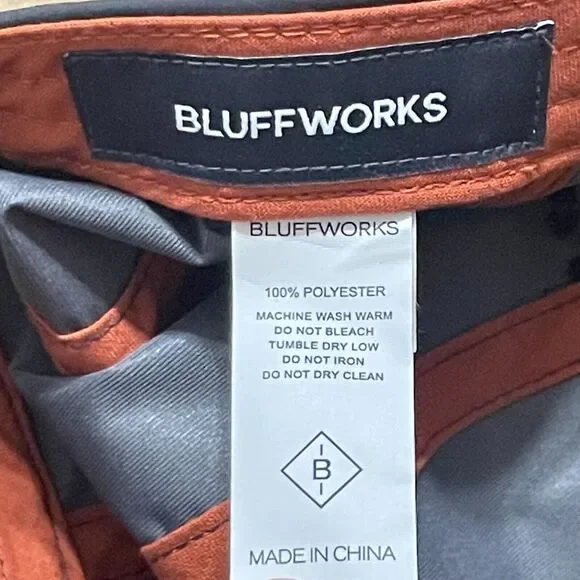 BLUFFWORKS
BLUFFWORKS
100% POLYESTER
MACHINE WASH WARM
DO NOT BLEACH
TUMBLE DRY LOW
DO NOT IRON
DO NOT DRY CLEAN
B
MADE IN CHINA